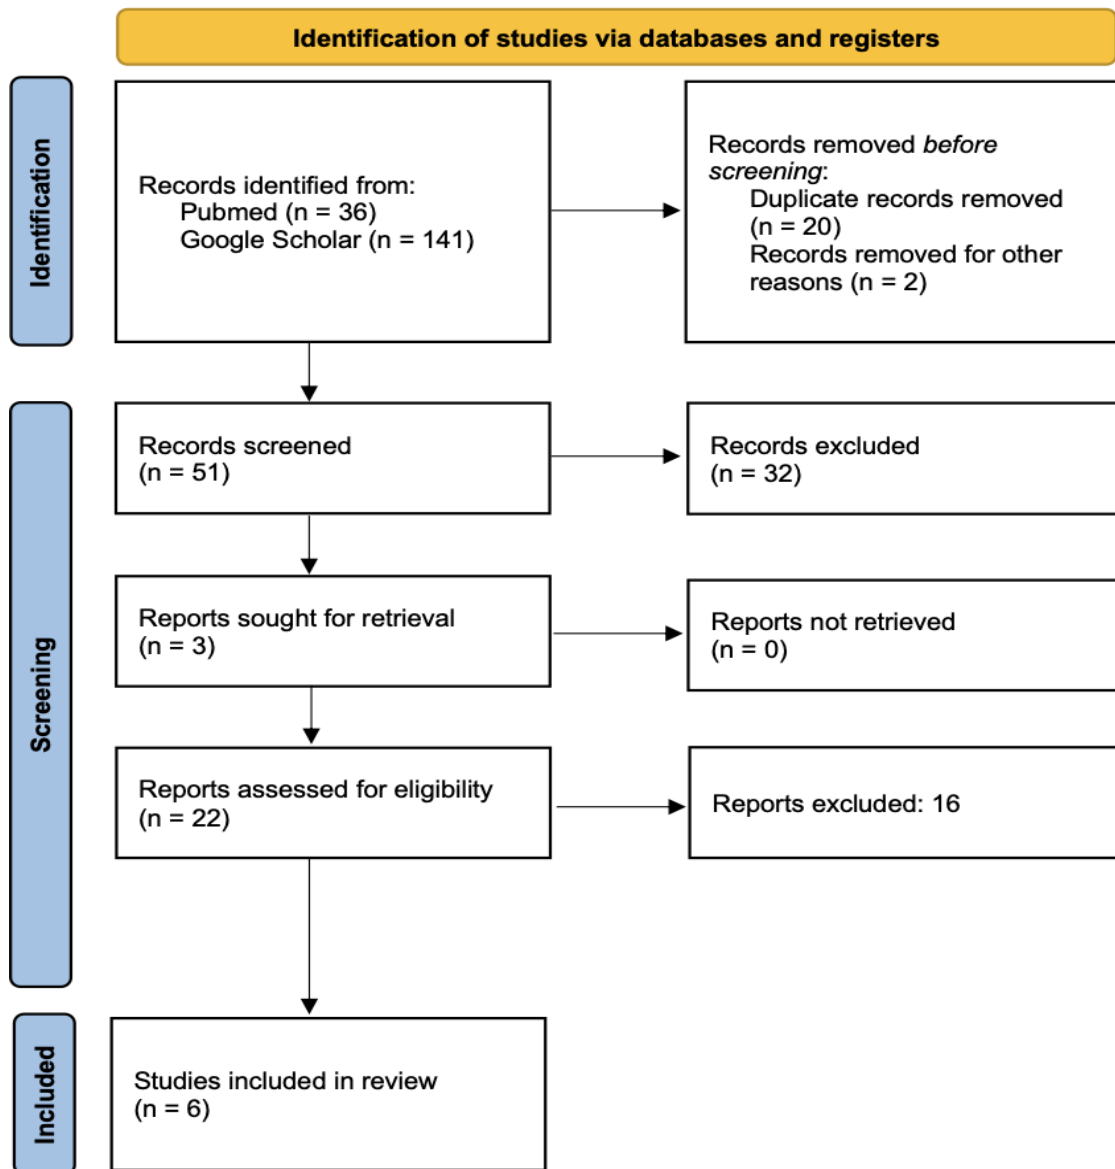 Identification of studies via databases and registers
Identification
Records identified from:
Pubmed (n = 36)
Google Scholar (n = 141)
Records removed before
screening:
Duplicate records removed
(n = 20)
Records removed for other
reasons (n = 2)
Screening
Records screened
(n = 51)
Records excluded
(n = 32)
Reports sought for retrieval
(n = 3)
Reports not retrieved
(n = 0)
Reports assessed for eligibility
(n = 22)
Reports excluded: 16
Included
Studies included in review
(n = 6)